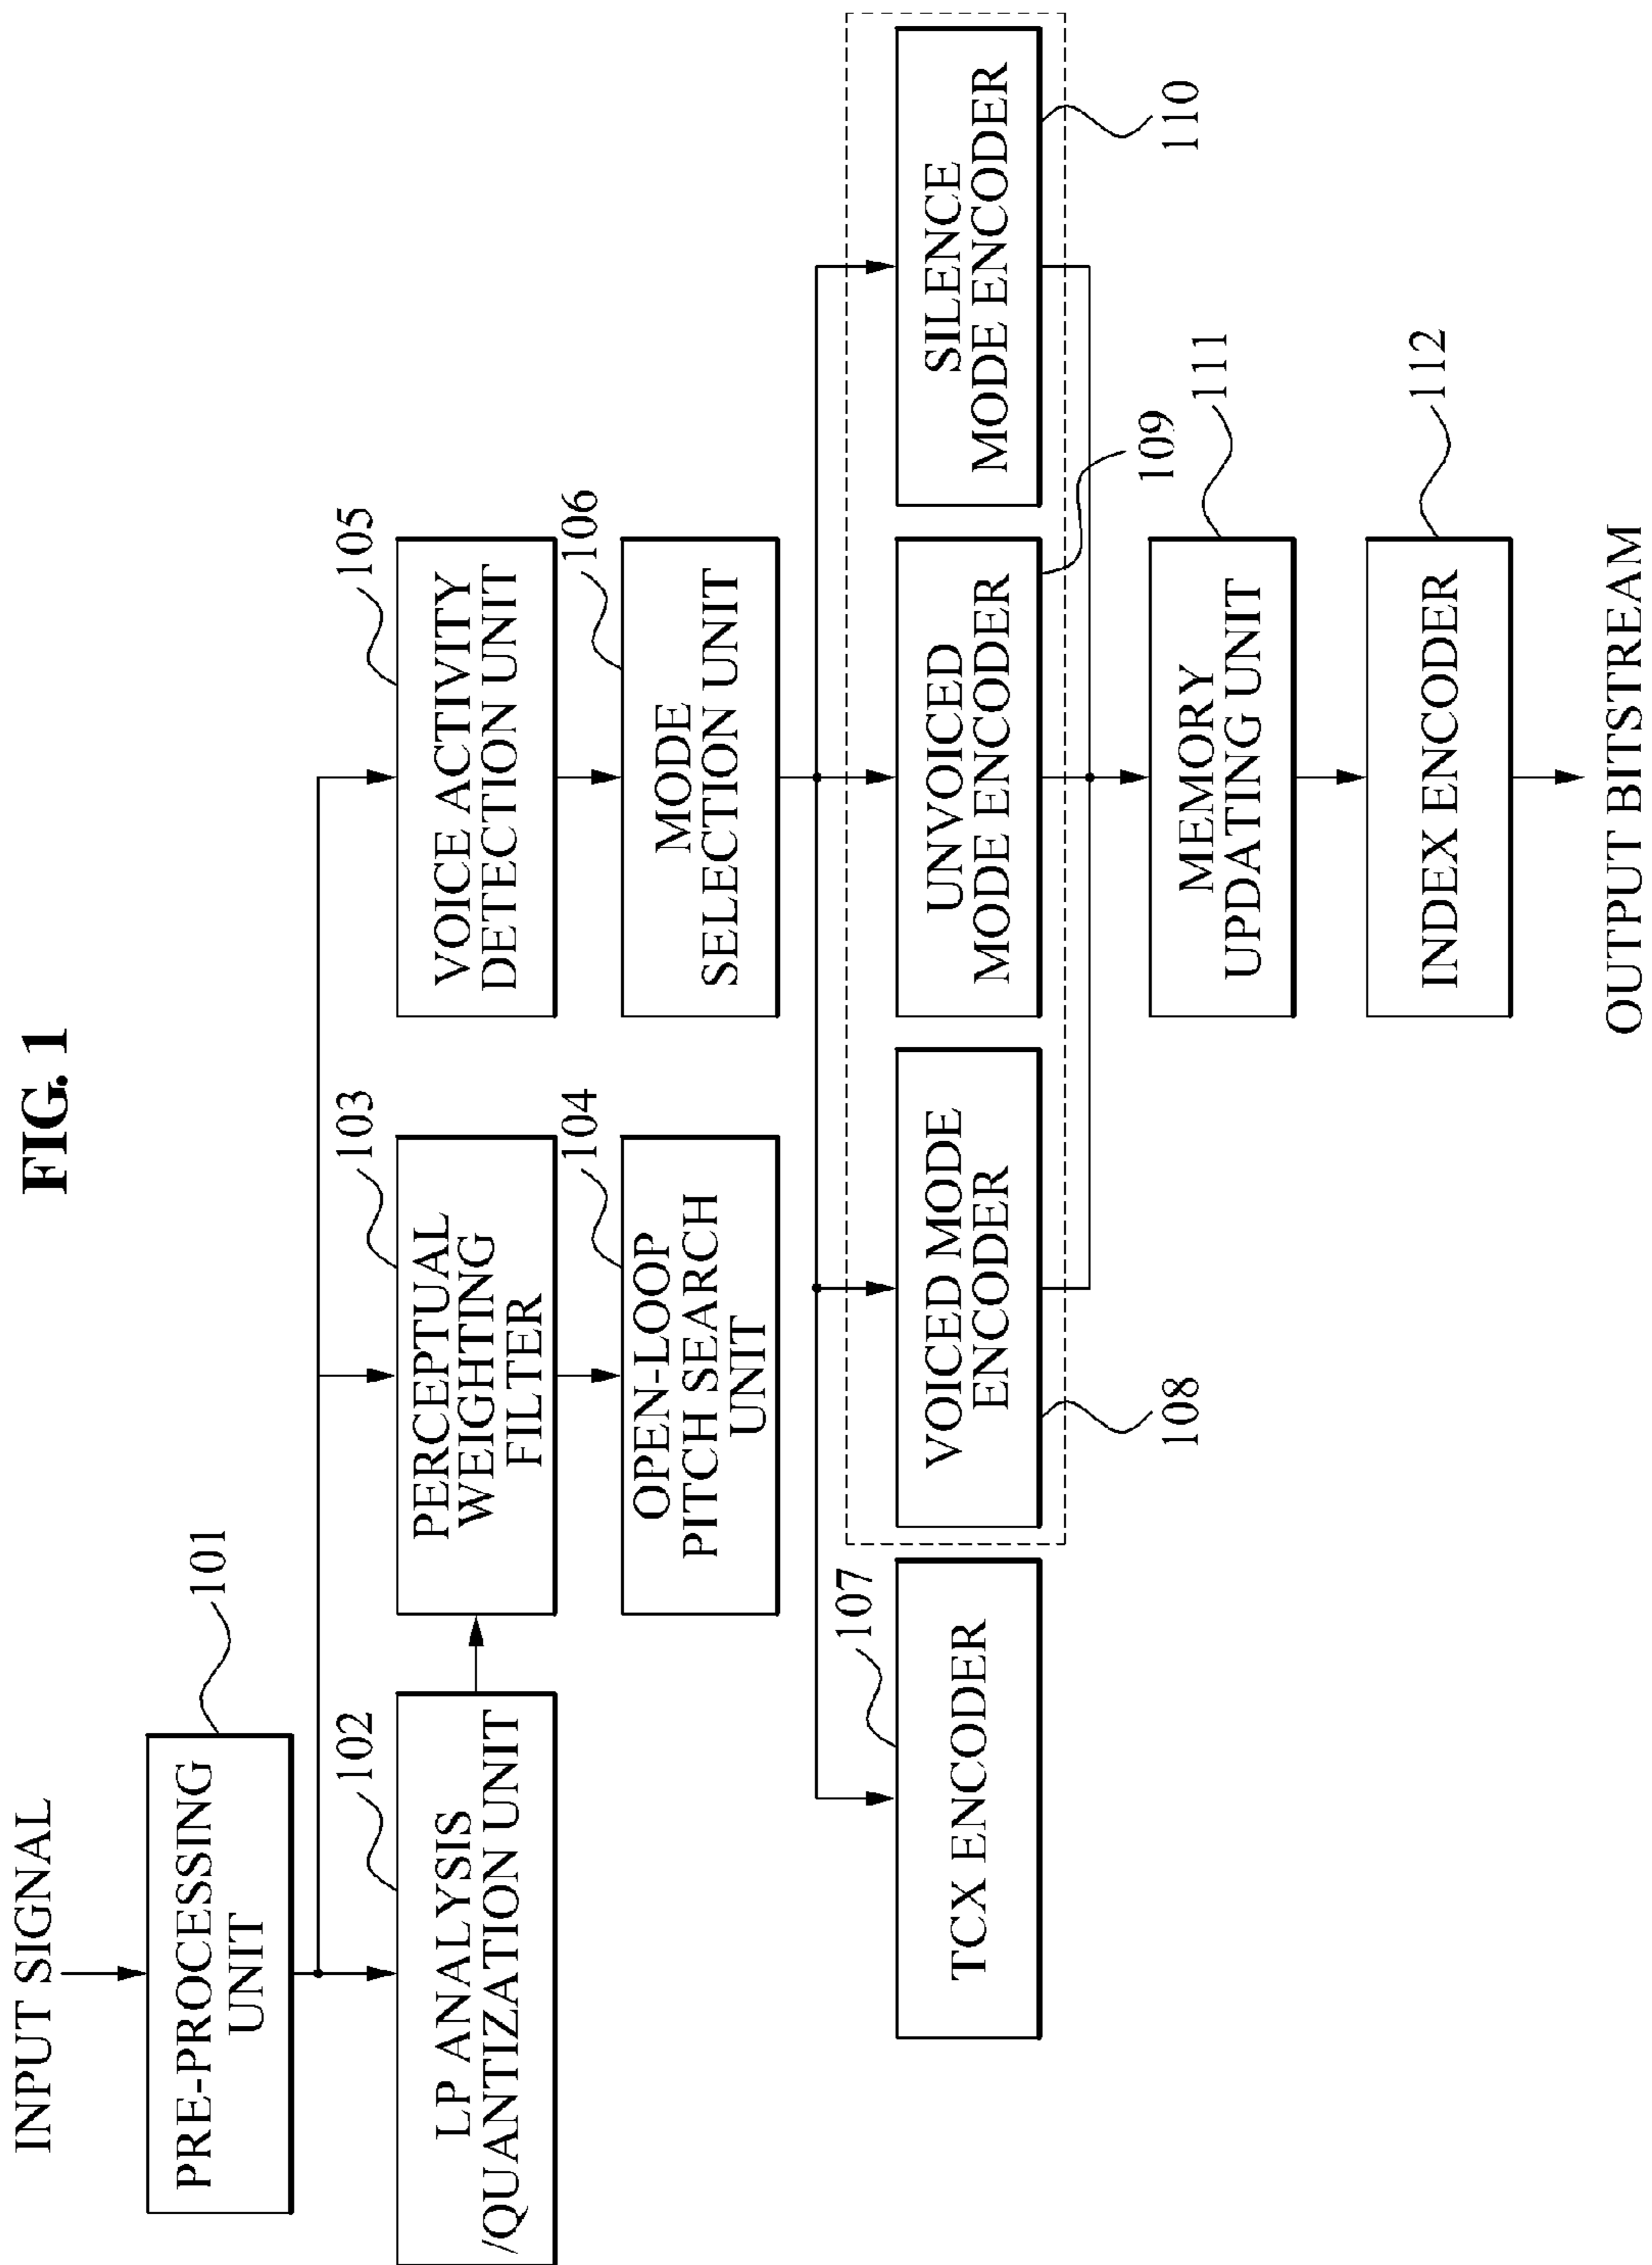 FIG. 1
INPUT SIGNAL
PRE-PROCESSING
UNIT
101
LP ANALYSIS
/QUANTIZATION UNIT
102
PERCEPTUAL
WEIGHTING
FILTER
103
VOICE ACTIVITY
DETECTION UNIT
105
OPEN-LOOP
PITCH SEARCH
UNIT
104
MODE
SELECTION UNIT
106
TCX ENCODER
107
VOICED MODE
ENCODER
108
UNVOICED
MODE ENCODER
109
SILENCE
MODE ENCODER
110
MEMORY
UPDATING UNIT
111
INDEX ENCODER
112
OUTPUT BITSTREAM